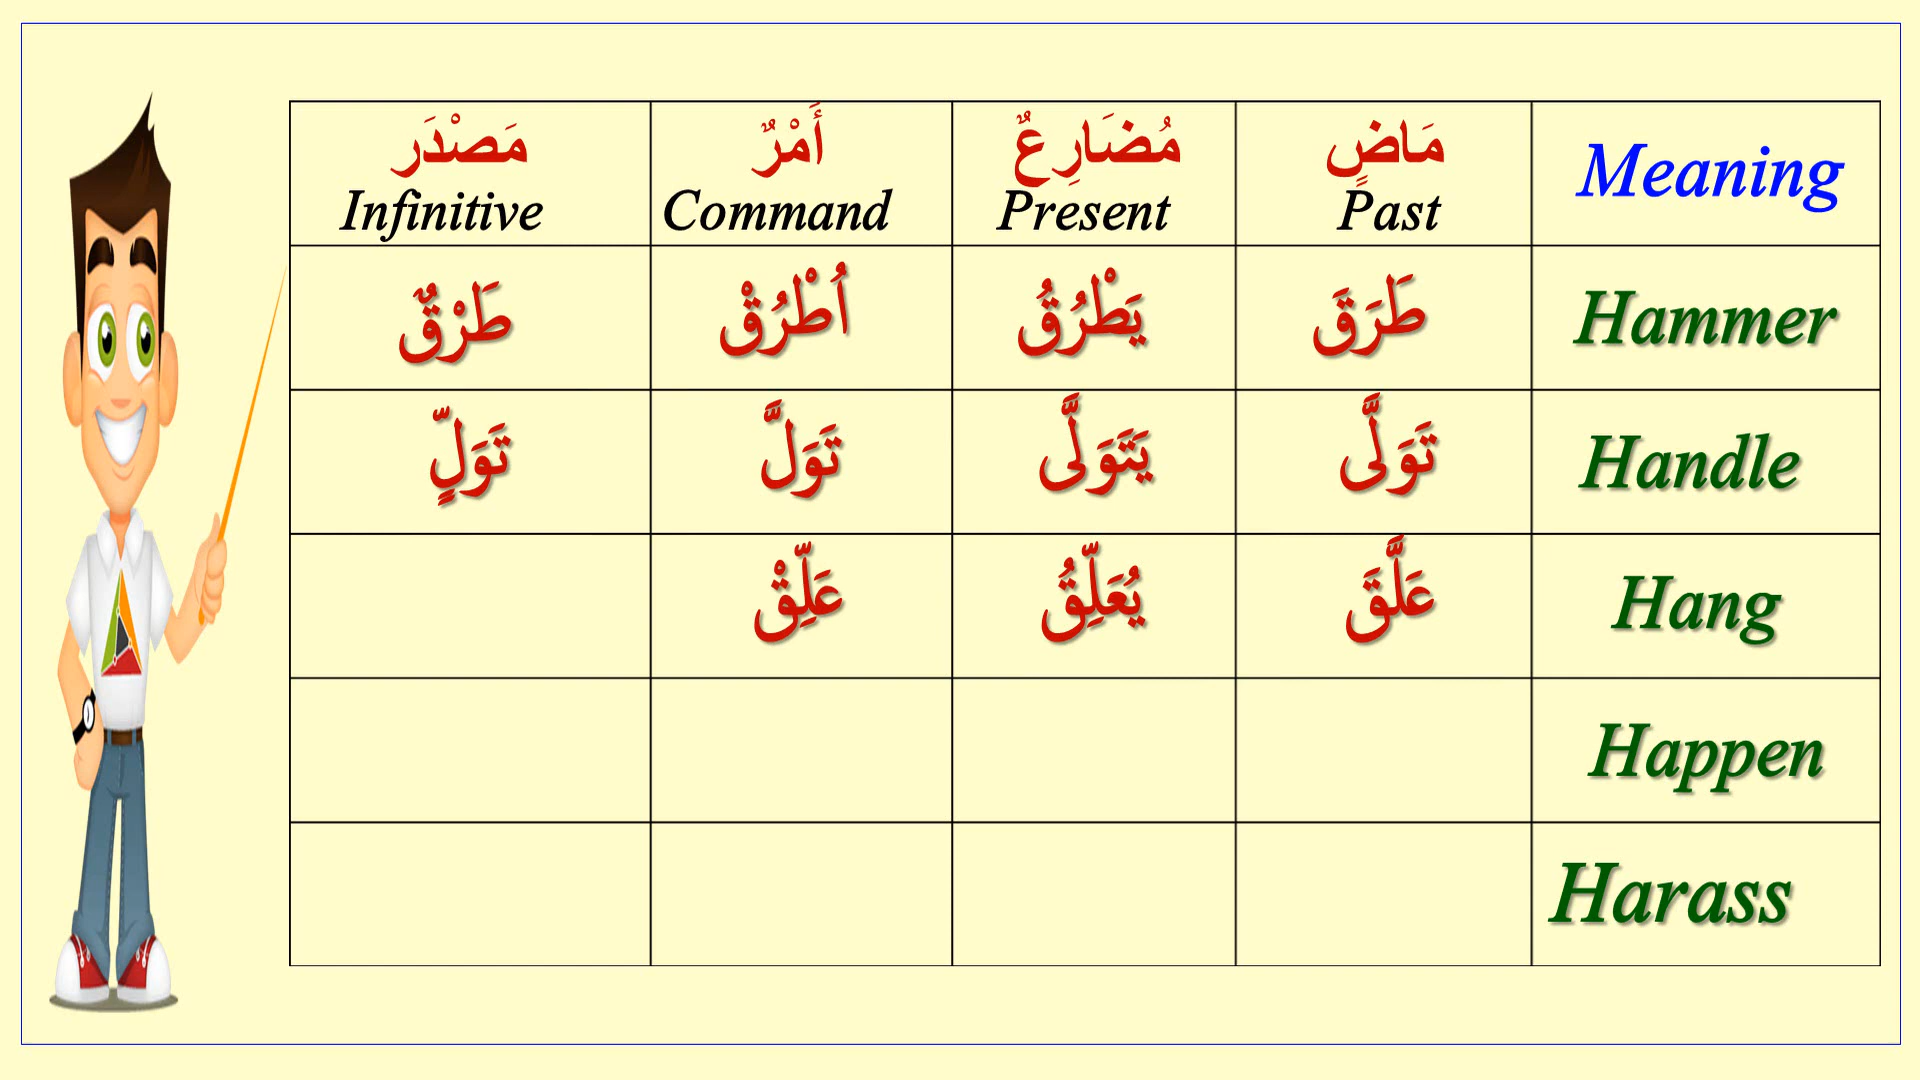 مَاضٍ مُضَارِعٌ أَمْرٌ مَصْدَر
Meaning Past Present Command Infinitive
Hammer طَرَقَ يَطْرُقُ اُطْرُقْ طَرْقٌ
Handle تَوَلَّى يَتَوَلَّى تَوَلَّ تَوَلٍّ
Hang عَلَّقَ يُعَلِّقُ عَلِّقْ
Happen
Harass